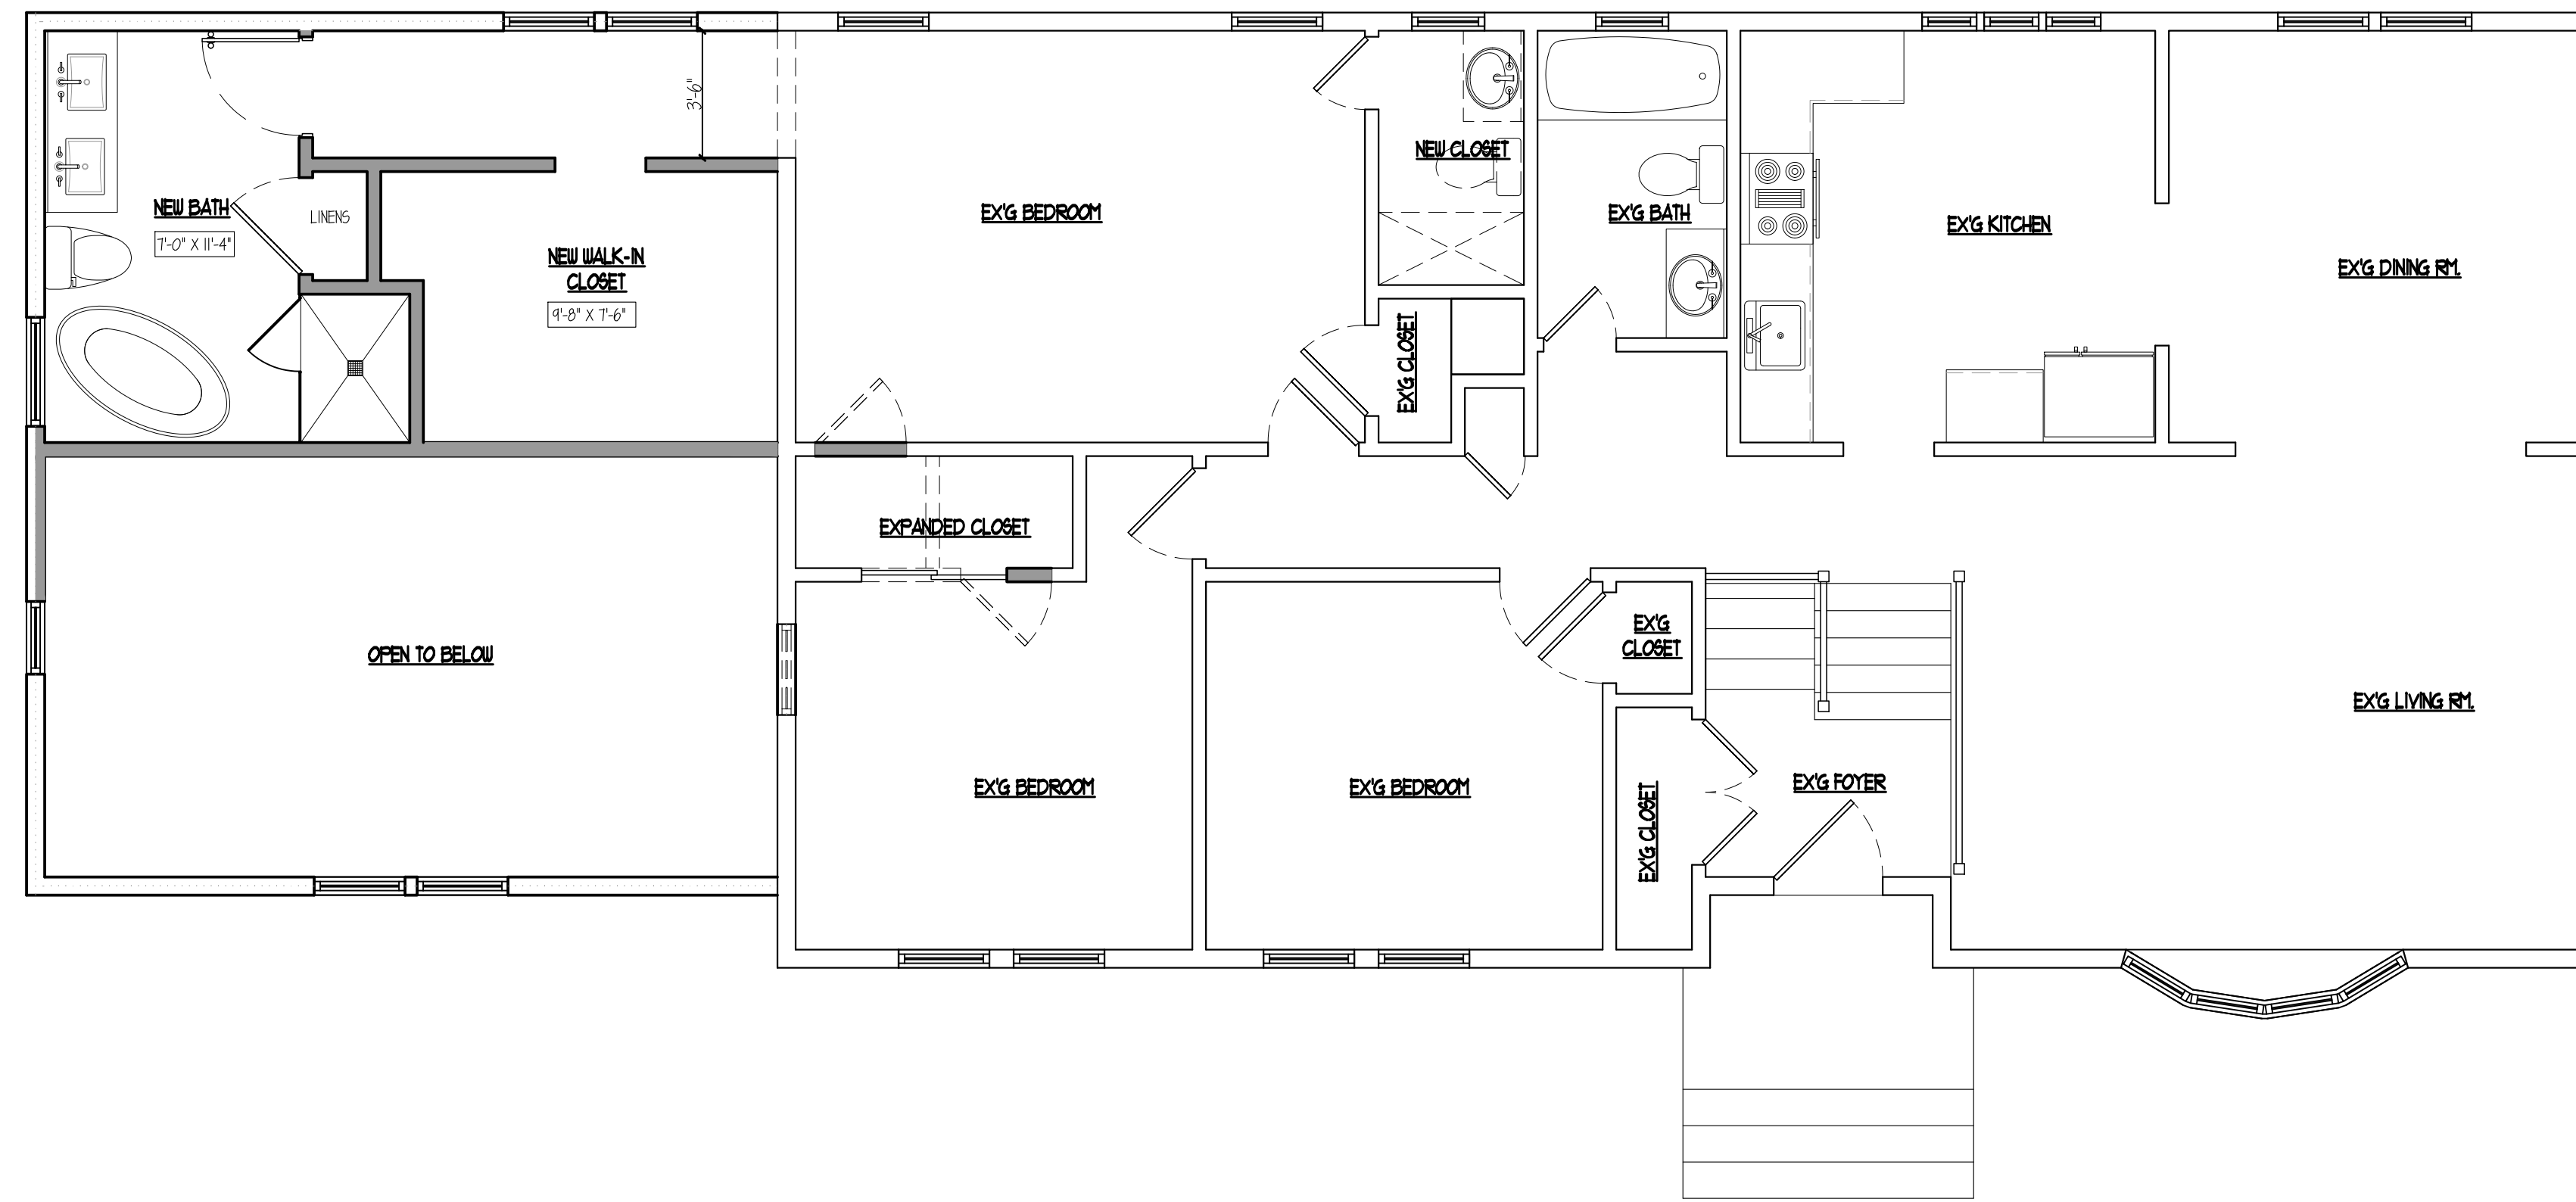 3'-6"
NEW CLOSET
NEW BATH
7'-0" X 11'-4"
LINENS
EX'G BEDROOM
EX'G BATH
EX'G KITCHEN
NEW WALK-IN
CLOSET
9'-8" X 7'-6"
EX'G DINING RM.
EX'G CLOSET
EXPANDED CLOSET
OPEN TO BELOW
EX'G
CLOSET
EX'G LIVING RM.
EX'G BEDROOM
EX'G BEDROOM
EX'G CLOSET
EX'G FOYER